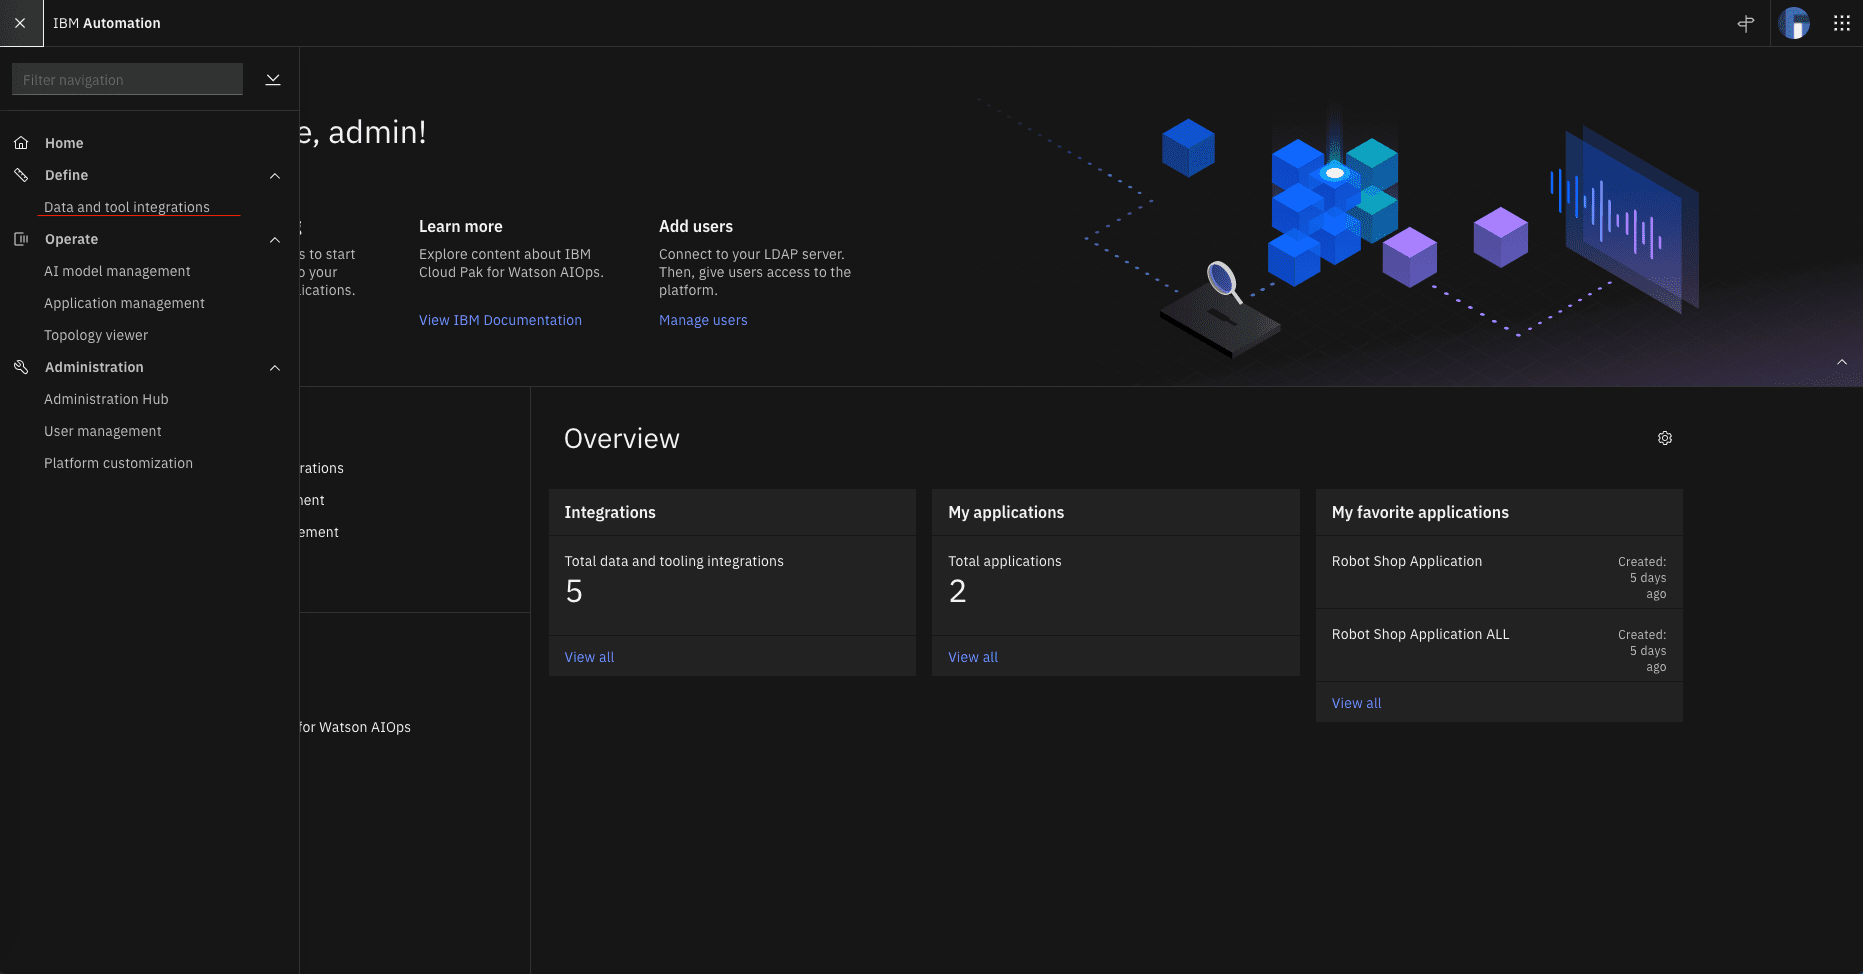 IBM Automation
Filter navigation
Home
Define
Data and tool integrations
Operate
AI model management
Application management
Topology viewer
Administration
Administration Hub
User management
Platform customization
e, admin!
s to start
o your
ications.
Learn more
Explore content about IBM
Cloud Pak for Watson AIOps.
View IBM Documentation
Add users
Connect to your LDAP server.
Then, give users access to the
platform.
Manage users
rations
ment
ement
for Watson AIOps
Overview
Integrations
Total data and tooling integrations
5
View all
My applications
Total applications
2
View all
My favorite applications
Robot Shop Application
Created:
5 days
ago
Robot Shop Application ALL
Created:
5 days
ago
View all